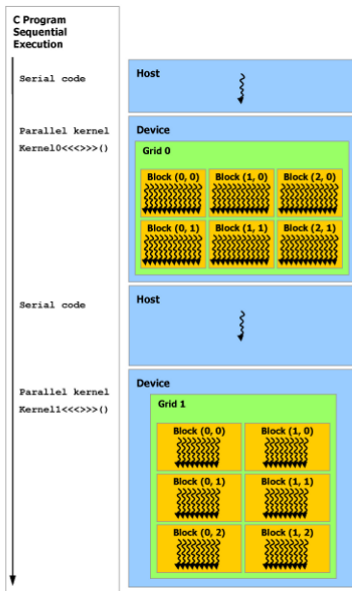 C Program
Sequential
Execution
Serial code
Host
Parallel kernel
Kernel0<<<>>>()
Device
Grid 0
Block (0, 0) Block (1, 0) Block (2, 0)
Block (0, 1) Block (1, 1) Block (2, 1)
Serial code
Host
Parallel kernel
Kernel1<<<>>>()
Device
Grid 1
Block (0, 0) Block (1, 0)
Block (0, 1) Block (1, 1)
Block (0, 2) Block (1, 2)